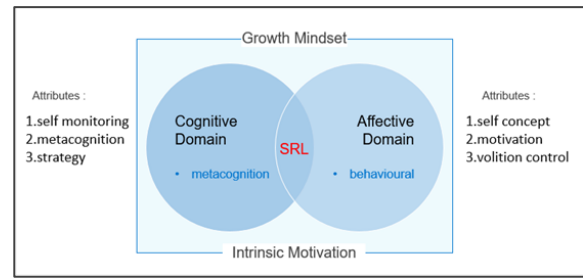 Growth Mindset
Attributes :
1.self monitoring
2.metacognition
3.strategy
Cognitive
Domain
• metacognition
SRL
Affective
Domain
• behavioural
Attributes :
1.self concept
2.motivation
3.volition control
Intrinsic Motivation